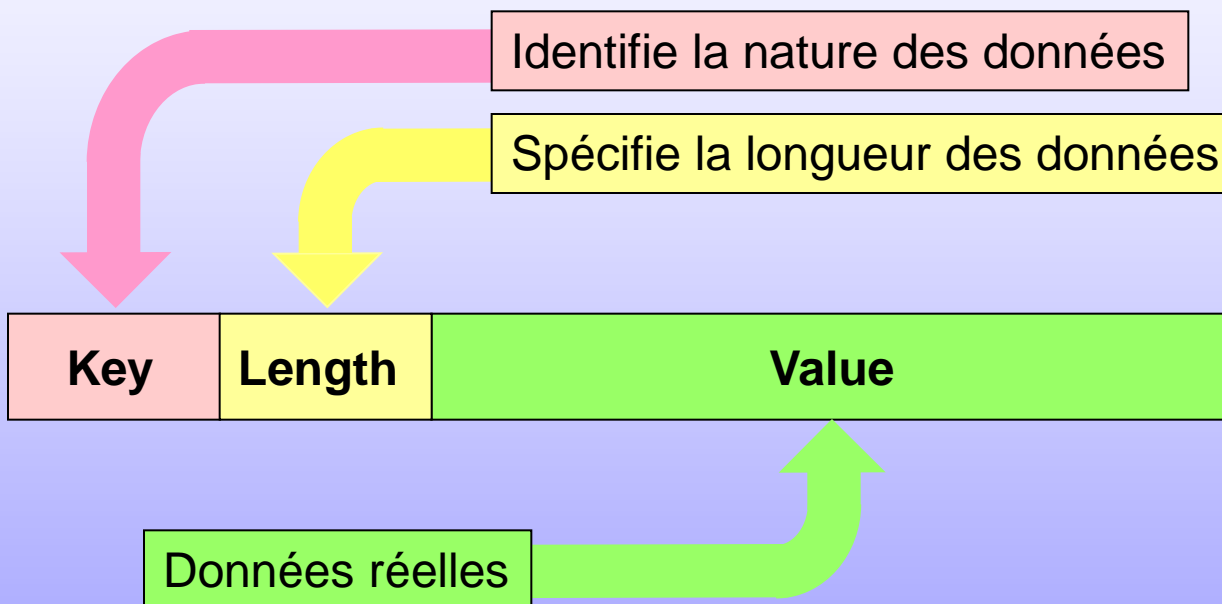 Identifie la nature des données
Spécifie la longueur des données
Key Length Value
Données réelles